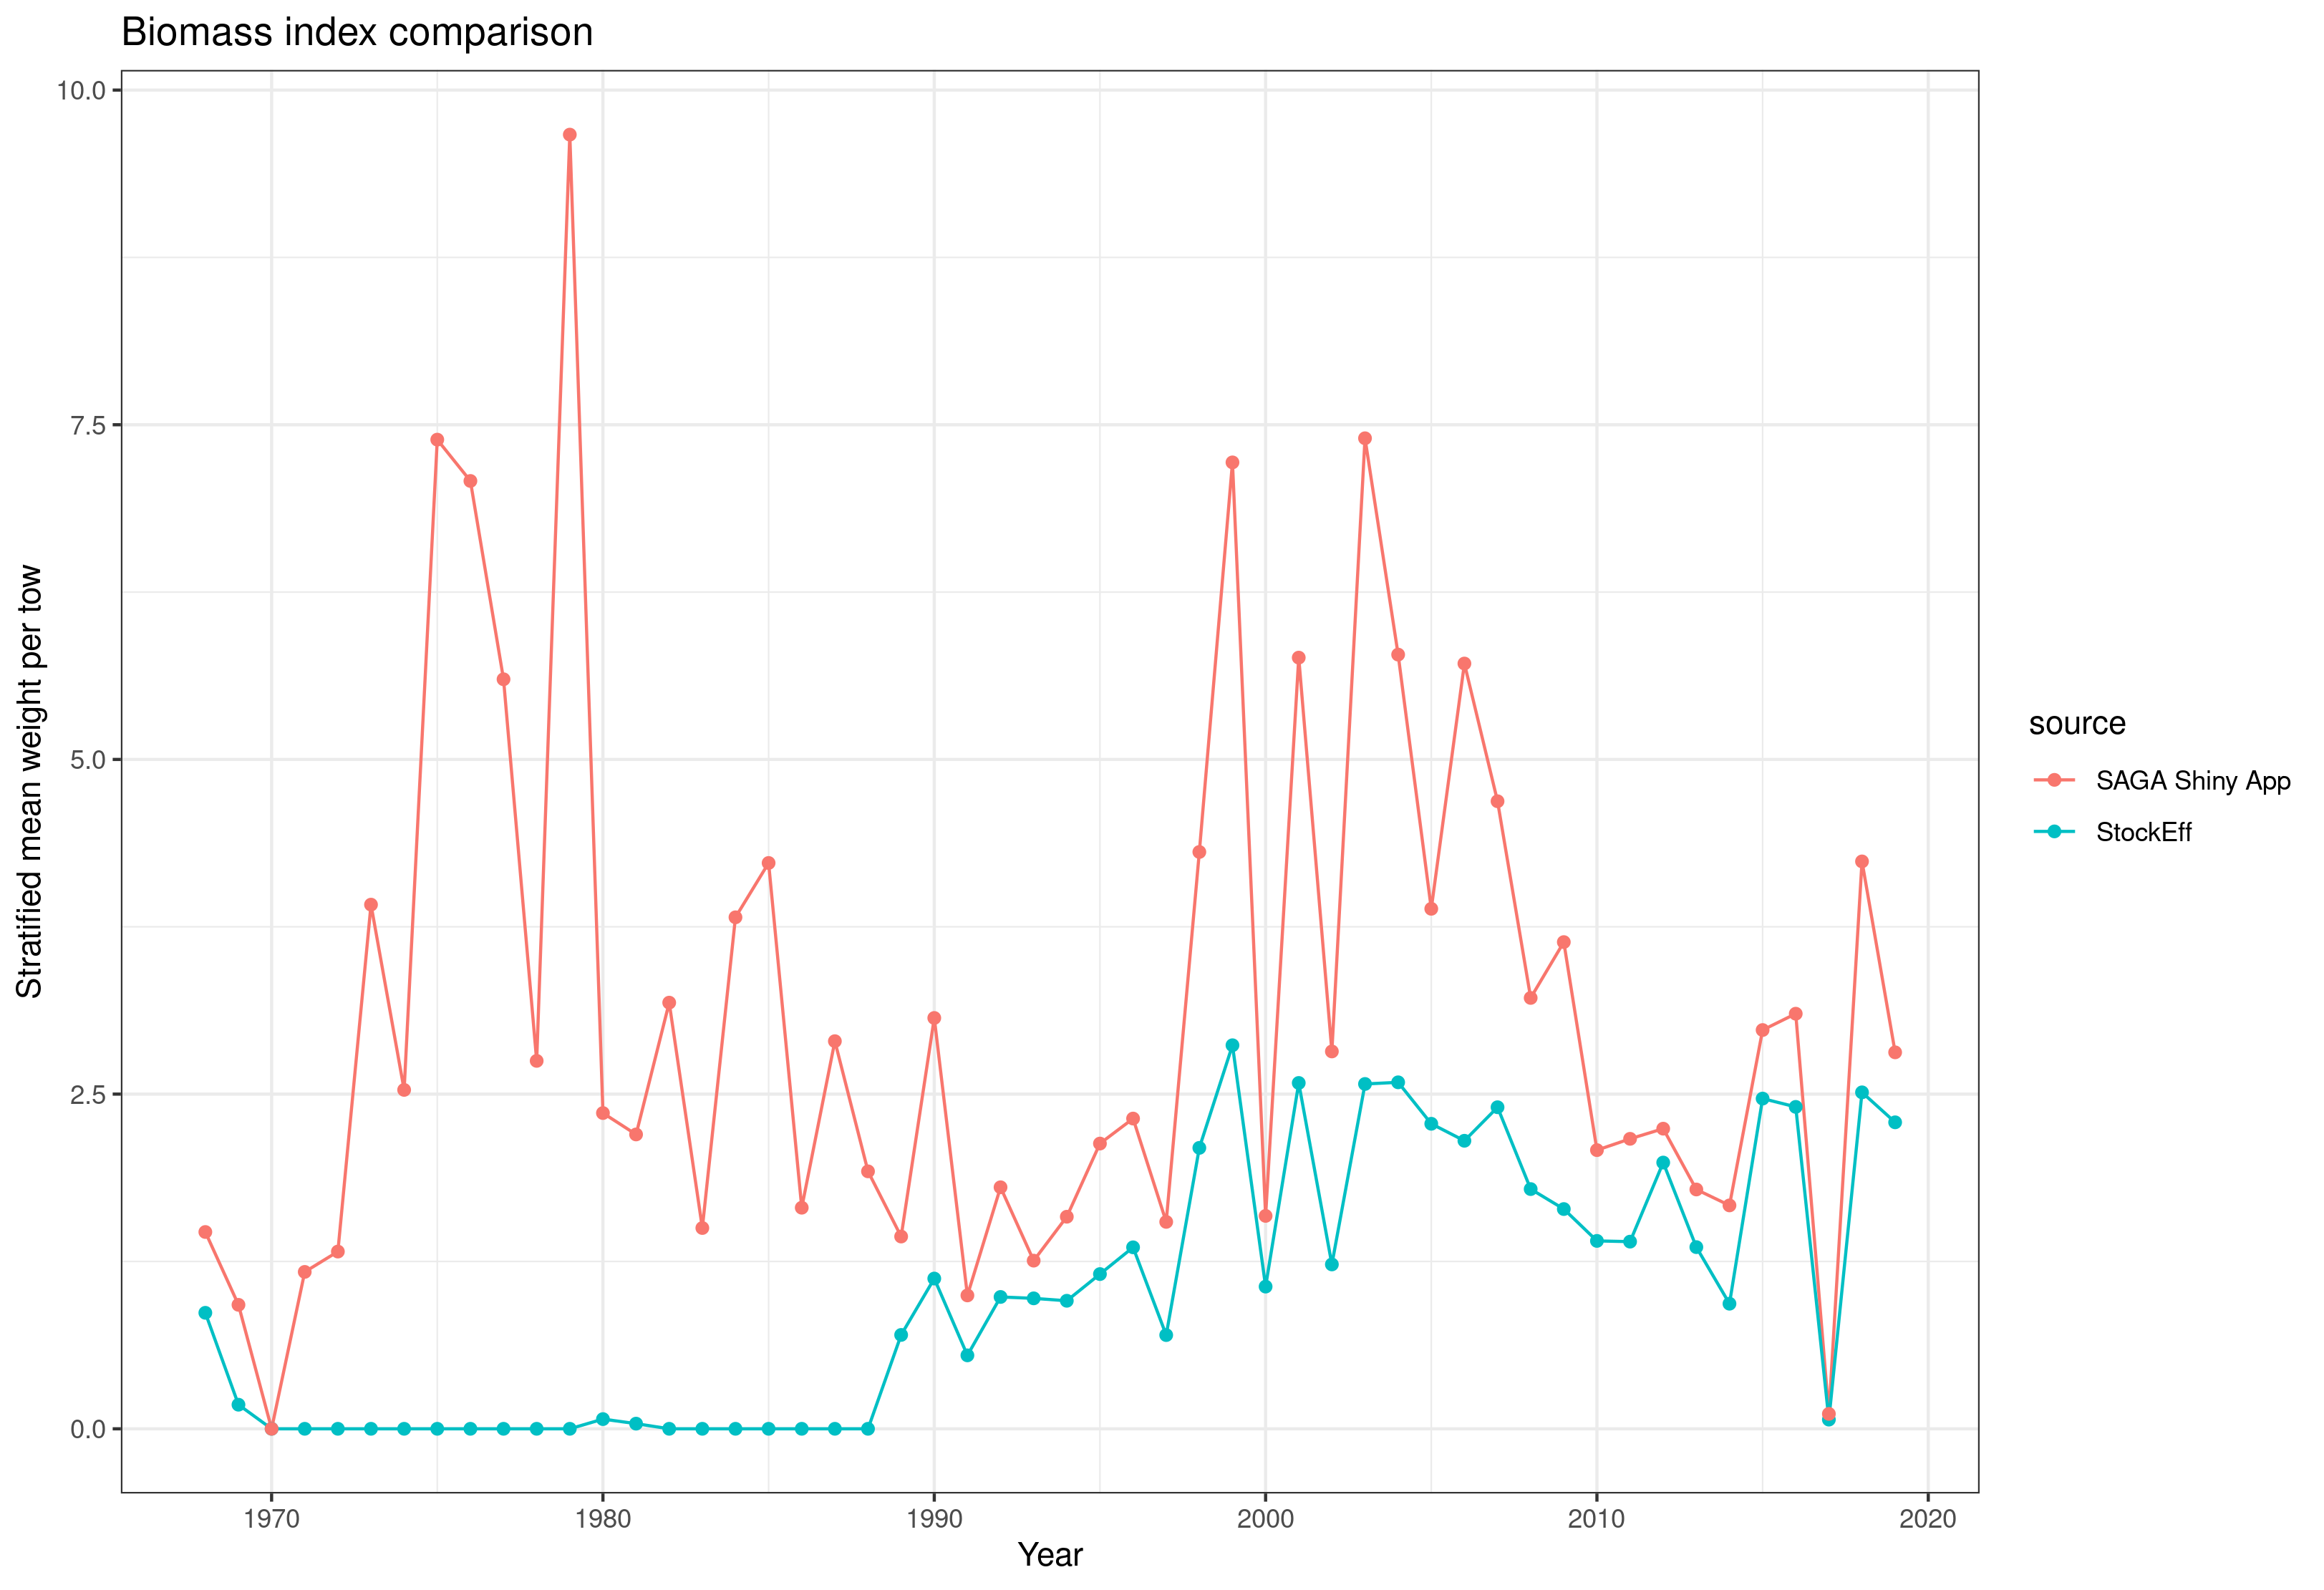 Biomass index comparison
Stratified mean weight per tow
10.0
7.5
5.0
2.5
0.0
1970 1980 1990 2000 2010 2020
Year
source
SAGA Shiny App
StockEff